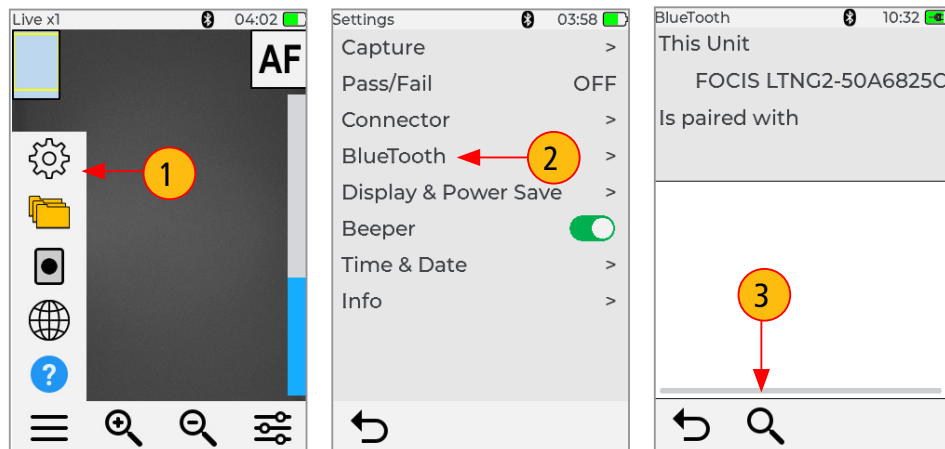 Live x1
04:02
AF
1
?
Settings
03:58
Capture >
Pass/Fail OFF
Connector >
BlueTooth 2 >
Display & Power Save >
Beeper
Time & Date >
Info >
BlueTooth
10:32
This Unit
FOCIS LTNG2-50A6825C
Is paired with
3